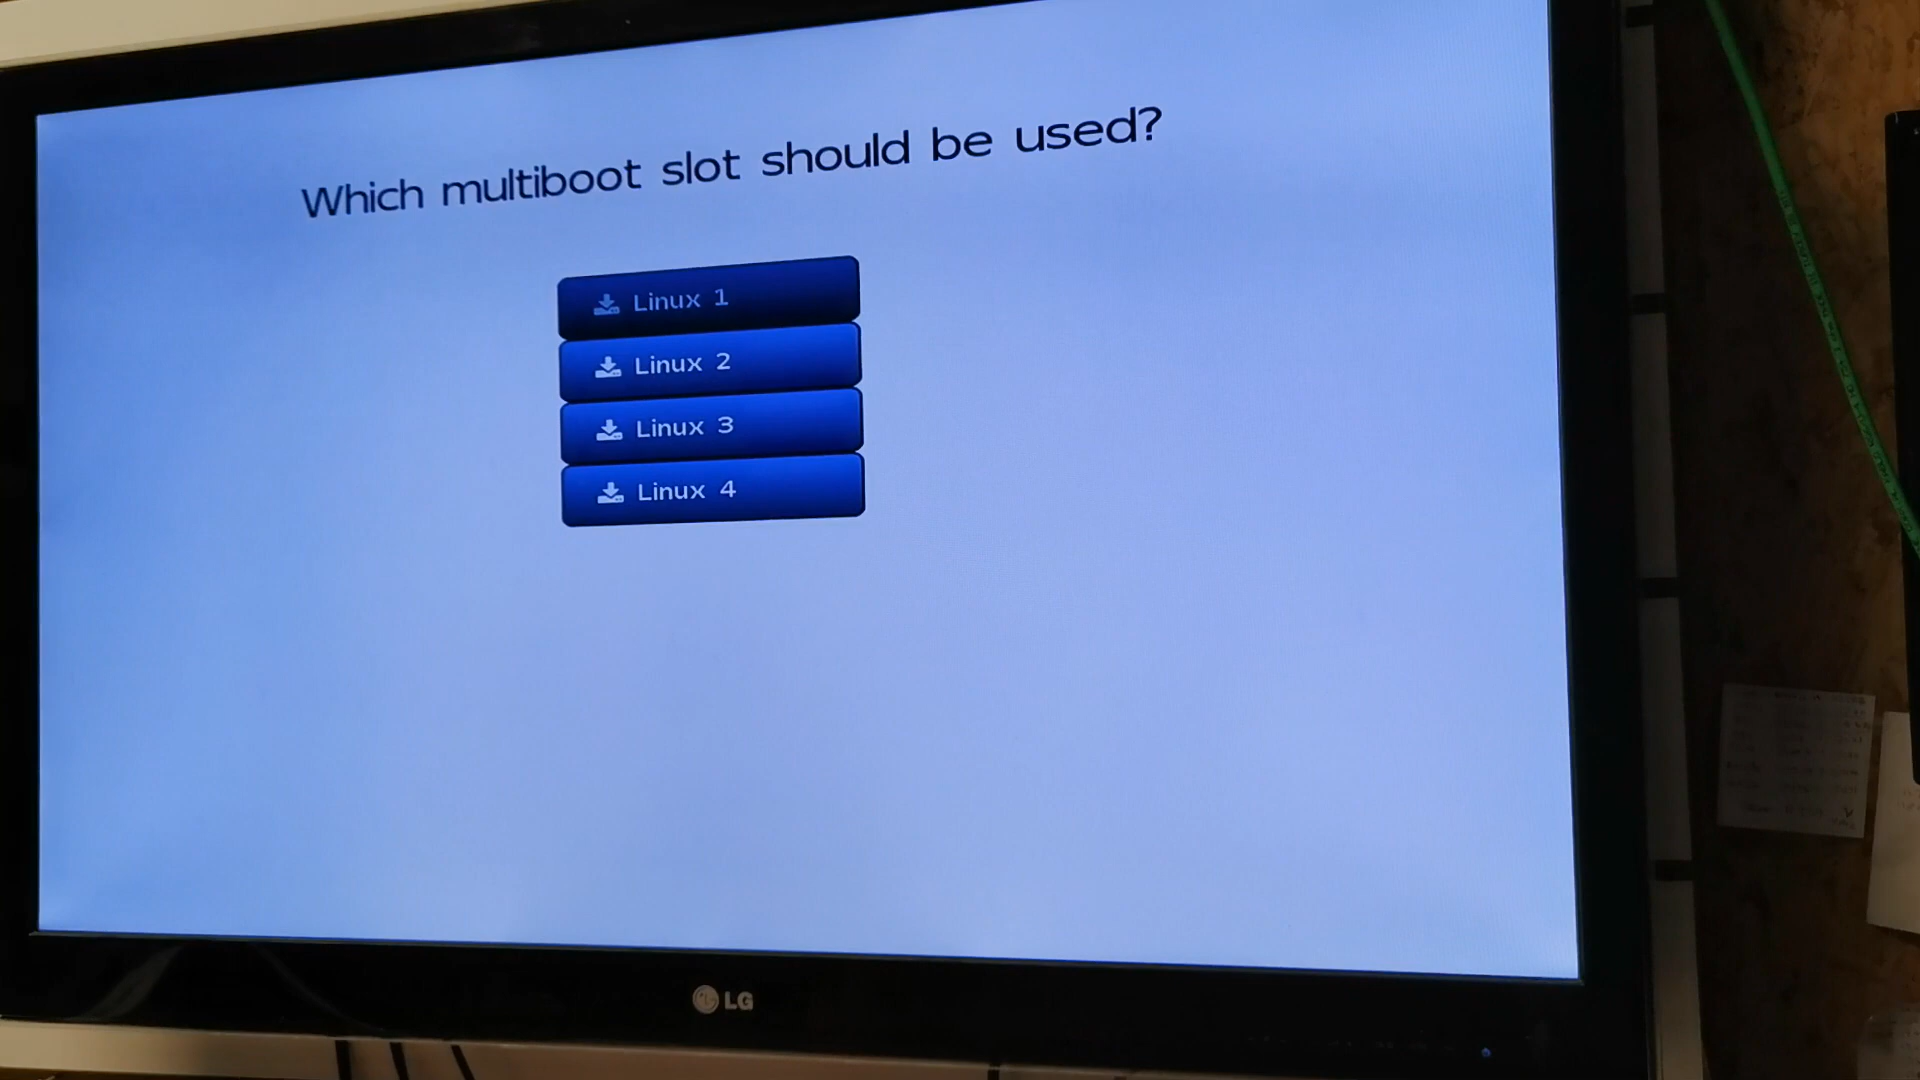 Which multiboot slot should be used?
Linux 1
Linux 2
Linux 3
Linux 4
LG